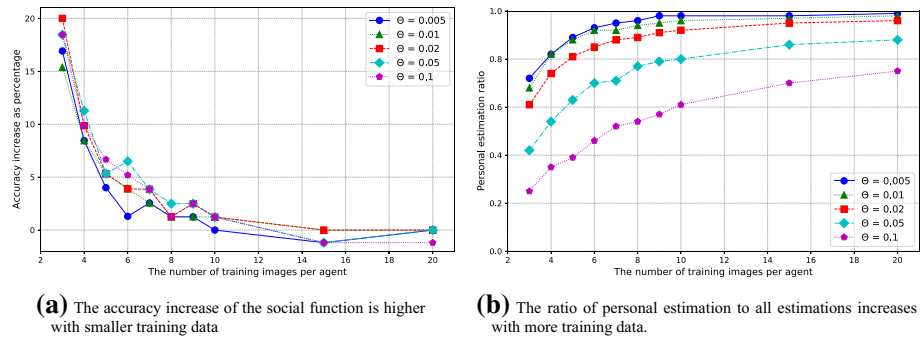 20
15
10
5
0
2
4
6
8
10
12
14
16
18
20
Accuracy increase as percentage
The number of training images per agent
Θ = 0.005
Θ = 0.01
Θ = 0.02
Θ = 0.05
Θ = 0.1
(a) The accuracy increase of the social function is higher
with smaller training data
1.0
0.8
0.6
0.4
0.2
0.0
2
4
6
8
10
12
14
16
18
20
Personal estimation ratio
The number of training images per agent
Θ = 0.005
Θ = 0.01
Θ = 0.02
Θ = 0.05
Θ = 0.1
(b) The ratio of personal estimation to all estimations increases
with more training data.